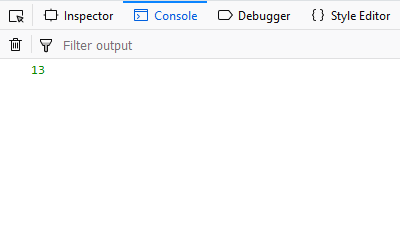 Inspector Console Debugger Style Editor
Filter output
13